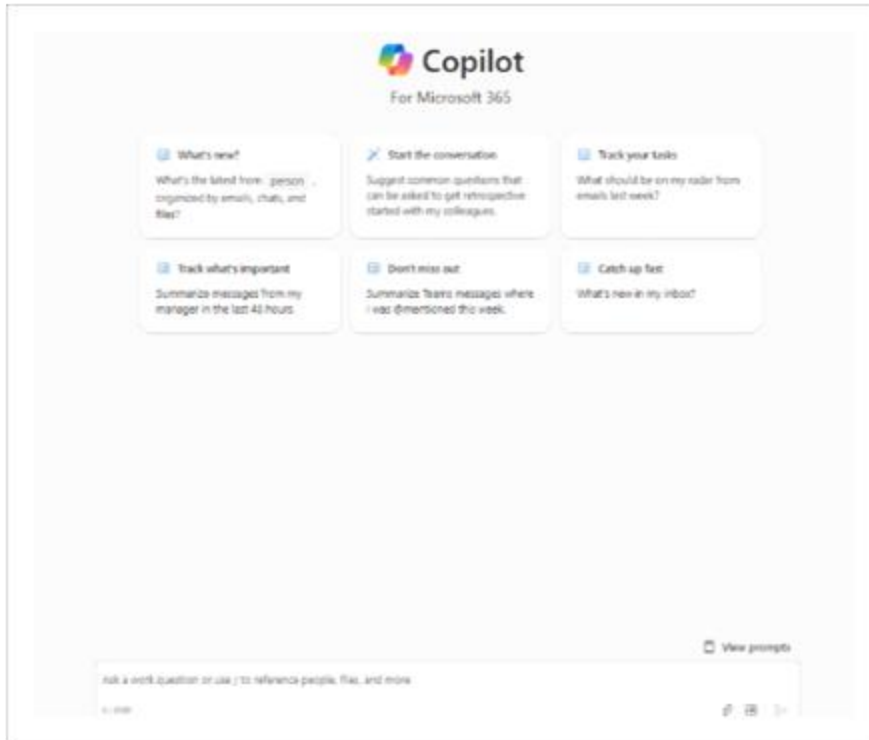 Copilot
For Microsoft 365
What's new?
What's the latest from person ,
organized by emails, chats, and
files?
Start the conversation
Suggest common questions that
can be asked to get retrospective
started with my colleagues.
Track your tasks
What should be on my radar from
emails last week?
Track what's important
Summarize messages from my
manager in the last 48 hours.
Don't miss out
Summarize Teams messages where
I was @mentioned this week.
Catch up fast
What's new in my inbox?
View prompts
Ask a work question or use / to reference people, files, and more